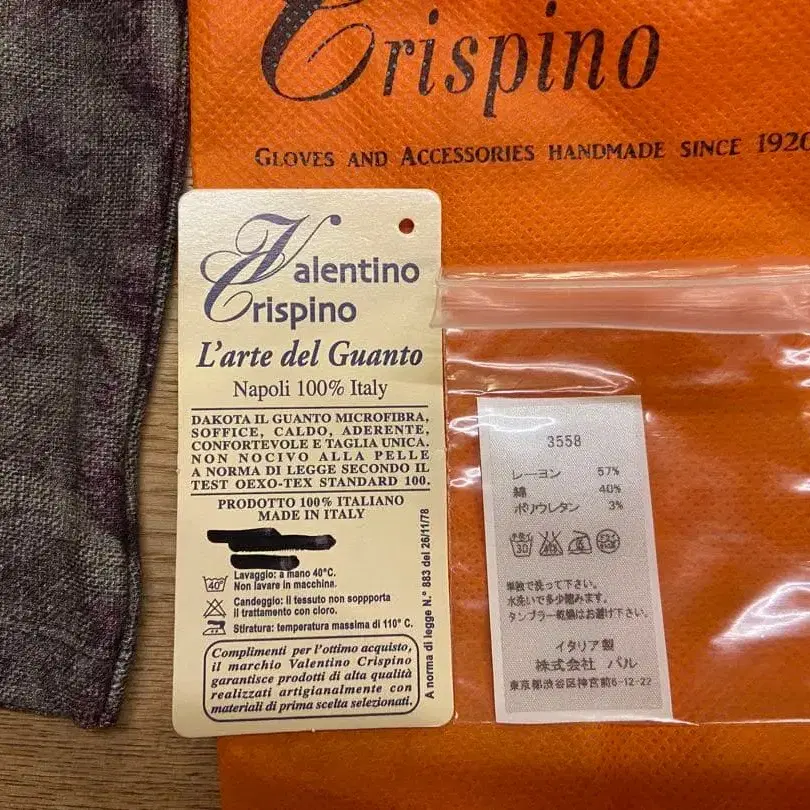 Crispino
GLOVES AND ACCESSORIES HANDMADE SINCE 1920
Valentino
Crispino
L'arte del Guanto
Napoli 100% Italy
DAKOTA IL GUANTO MICROFIBRA,
SOFFICE, CALDO, ADERENTE,
CONFORTEVOLE E TAGLIA UNICA.
NON NOCIVO ALLA PELLE
A NORMA DI LEGGE SECONDO IL
TEST OEXO-TEX STANDARD 100.
PRODOTTO 100% ITALIANO
MADE IN ITALY
40°
Lavaggio: a mano 40°C.
Non lavare in macchina.
Candeggio: il tessuto non soppporta
il trattamento con cloro.
Stiratura: temperatura massima di 110° C.
A norma di legge N.° 883 del 26/11/78
Complimenti per l'ottimo acquisto,
il marchio Valentino Crispino
garantisce prodotti di alta qualità
realizzati artigianalmente con
materiali di prima scelta selezionati.
3558
レーヨン 57%
綿 40%
ポリウレタン 3%
30
単独で洗って下さい。
水洗いで多少縮みます。
タンブラー乾燥はお避け下さい。
イタリア製
株式会社 パル
東京都渋谷区神宮前6-12-22